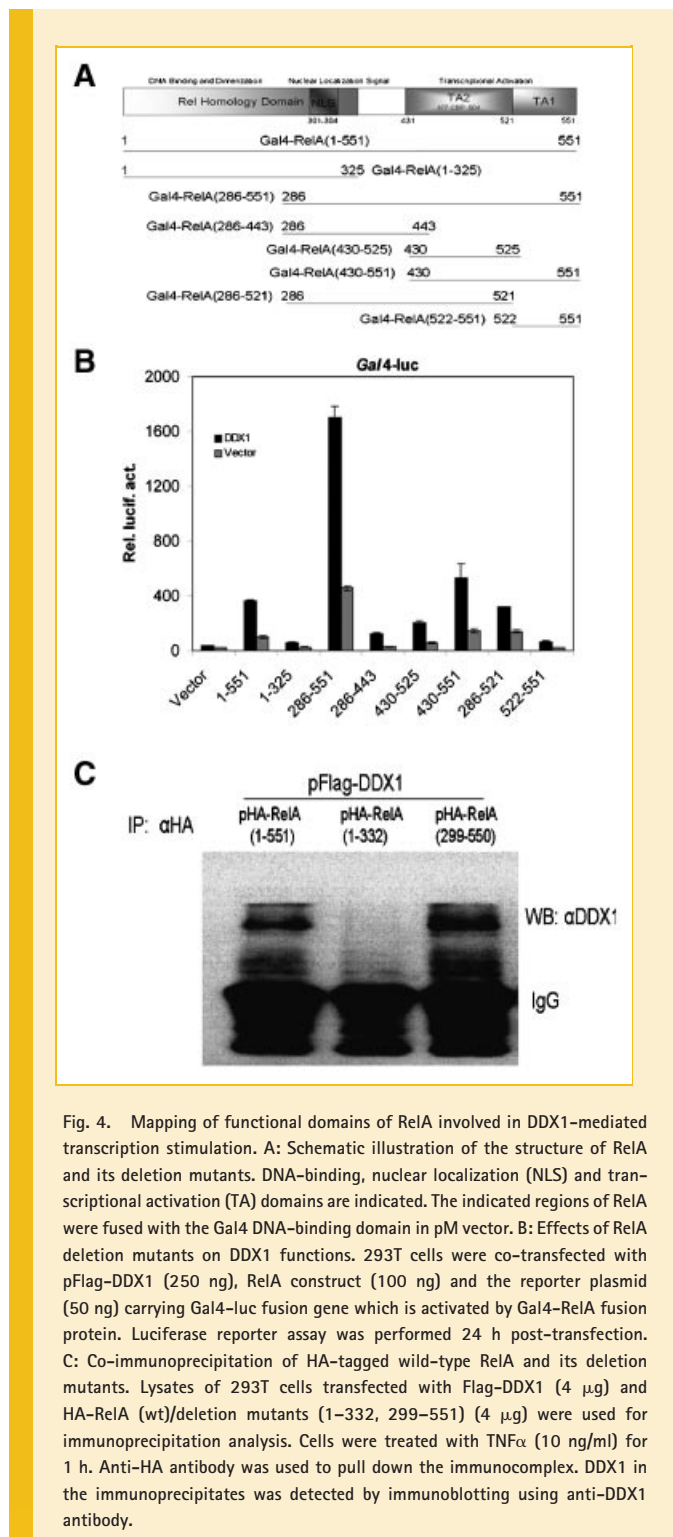 A
DNA Binding and Dimerization Nuclear Localization Signal Transcriptional Activation
Rel Homology Domain NLS TA2 TA1
301-304 431 521 551
1 Gal4-RelA(1-551) 551
1 325 Gal4-RelA(1-325)
Gal4-RelA(286-551) 286 551
Gal4-RelA(286-443) 286 443
Gal4-RelA(430-525) 430 525
Gal4-RelA(430-551) 430 551
Gal4-RelA(286-521) 286 521
Gal4-RelA(522-551) 522 551
B
Gal4-luc
2000
1600
1200
800
400
0
Rel. lucif. act.
DDX1
Vector
Vector 1-551 1-325 286-551 286-443 430-525 430-551 286-521 522-551
C
pFlag-DDX1
IP: αHA
pHA-RelA pHA-RelA pHA-RelA
(1-551) (1-332) (299-550)
WB: αDDX1
IgG
Fig. 4. Mapping of functional domains of RelA involved in DDX1-mediated
transcription stimulation. A: Schematic illustration of the structure of RelA
and its deletion mutants. DNA-binding, nuclear localization (NLS) and tran-
scriptional activation (TA) domains are indicated. The indicated regions of RelA
were fused with the Gal4 DNA-binding domain in pM vector. B: Effects of RelA
deletion mutants on DDX1 functions. 293T cells were co-transfected with
pFlag-DDX1 (250 ng), RelA construct (100 ng) and the reporter plasmid
(50 ng) carrying Gal4-luc fusion gene which is activated by Gal4-RelA fusion
protein. Luciferase reporter assay was performed 24 h post-transfection.
C: Co-immunoprecipitation of HA-tagged wild-type RelA and its deletion
mutants. Lysates of 293T cells transfected with Flag-DDX1 (4 μg) and
HA-RelA (wt)/deletion mutants (1–332, 299–551) (4 μg) were used for
immunoprecipitation analysis. Cells were treated with TNFα (10 ng/ml) for
1 h. Anti-HA antibody was used to pull down the immunocomplex. DDX1 in
the immunoprecipitates was detected by immunoblotting using anti-DDX1
antibody.